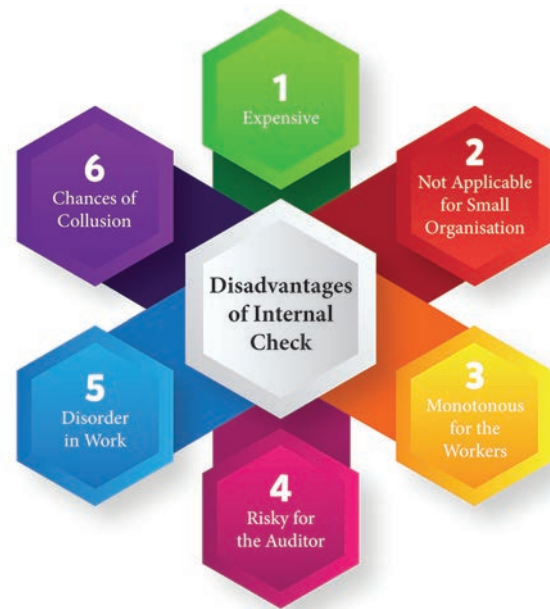 Disadvantages
of Internal
Check
1
Expensive
2
Not Applicable
for Small
Organisation
3
Monotonous
for the
Workers
4
Risky for
the Auditor
5
Disorder
in Work
6
Chances of
Collusion